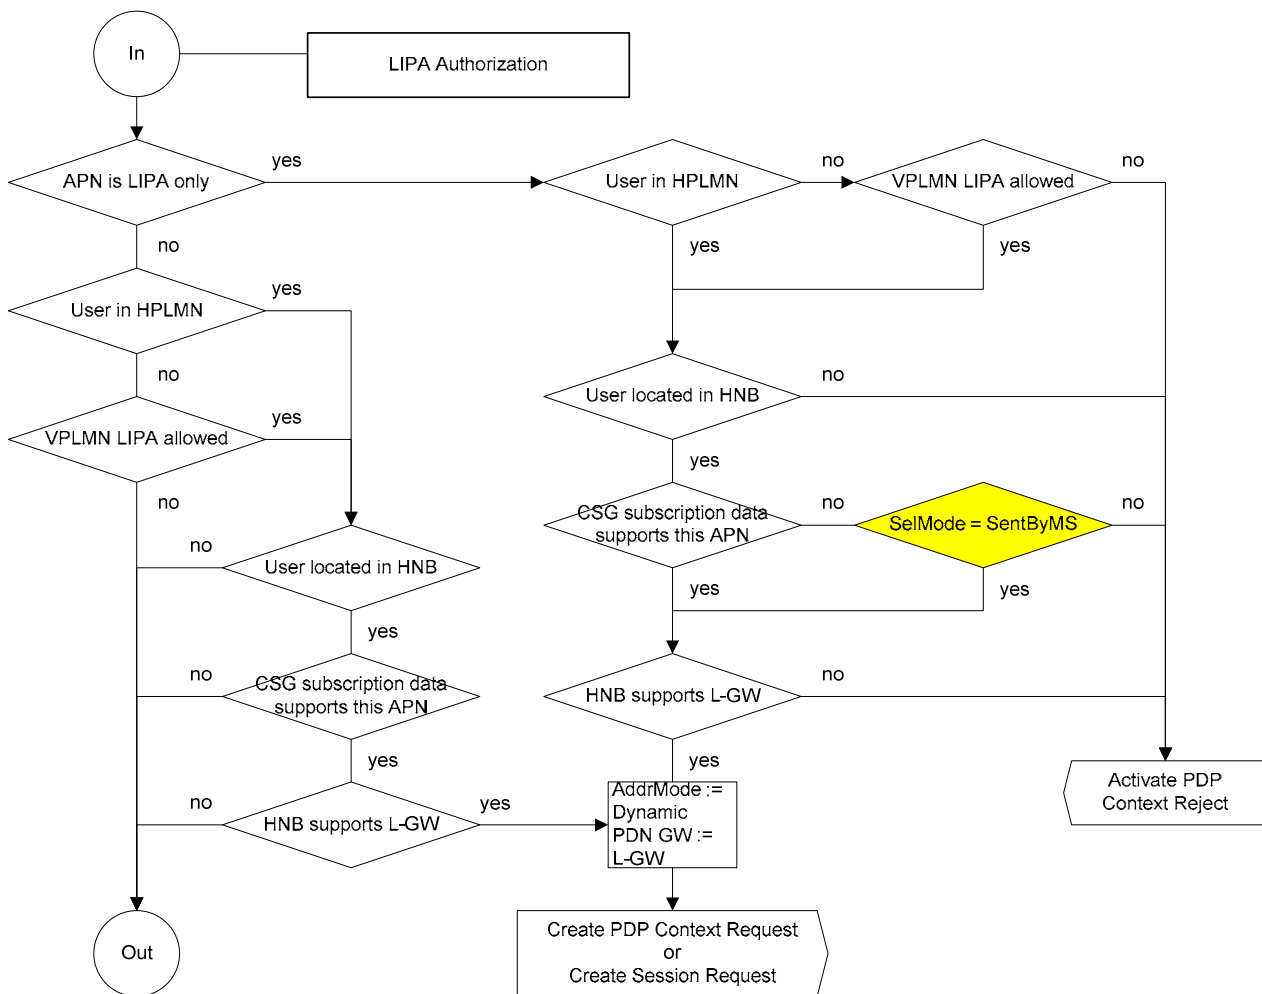 In
LIPA Authorization
APN is LIPA only
yes
User in HPLMN
no
VPLMN LIPA allowed
no
no
yes
yes
User in HPLMN
yes
no
User located in HNB
no
VPLMN LIPA allowed
yes
yes
no
CSG subscription data
supports this APN
no
SelMode = SentByMS
no
no
User located in HNB
yes
yes
yes
no
CSG subscription data
supports this APN
HNB supports L-GW
no
yes
yes
no
HNB supports L-GW
yes
AddrMode :=
Dynamic
PDN GW :=
L-GW
Activate PDP
Context Reject
Out
Create PDP Context Request
or
Create Session Request